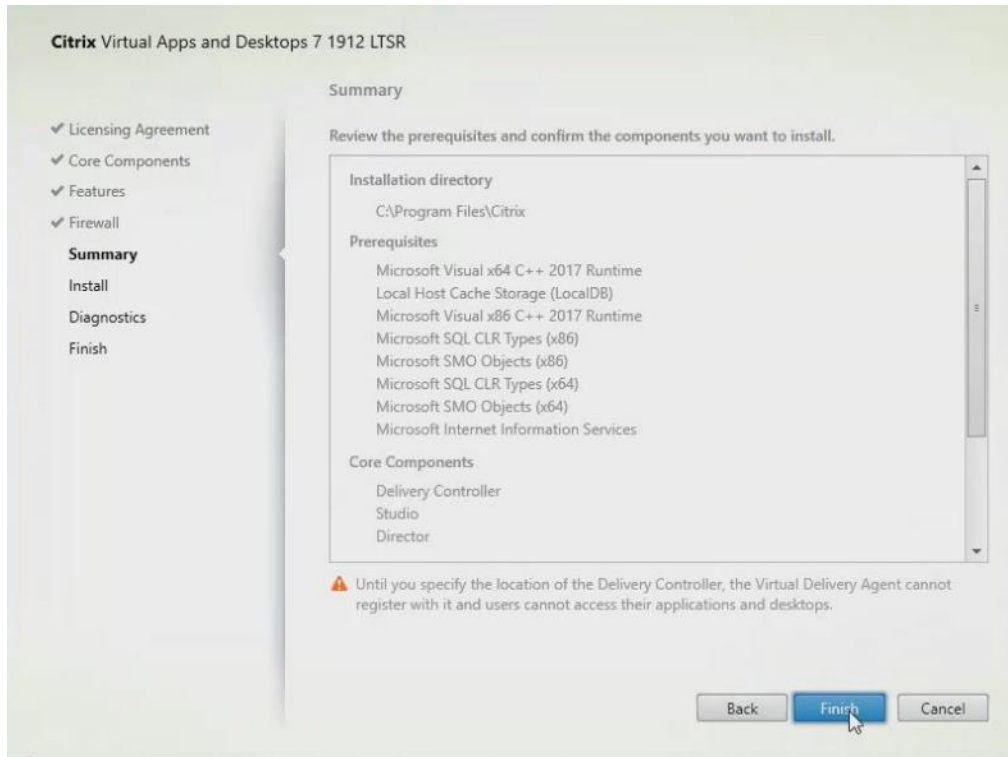 Citrix Virtual Apps and Desktops 7 1912 LTSR
Summary
Licensing Agreement
Core Components
Features
Firewall
Summary
Install
Diagnostics
Finish
Review the prerequisites and confirm the components you want to install.
Installation directory
C:\Program Files\Citrix
Prerequisites
Microsoft Visual x64 C++ 2017 Runtime
Local Host Cache Storage (LocalDB)
Microsoft Visual x86 C++ 2017 Runtime
Microsoft SQL CLR Types (x86)
Microsoft SMO Objects (x86)
Microsoft SQL CLR Types (x64)
Microsoft SMO Objects (x64)
Microsoft Internet Information Services
Core Components
Delivery Controller
Studio
Director
Until you specify the location of the Delivery Controller, the Virtual Delivery Agent cannot
register with it and users cannot access their applications and desktops.
Back
Finish
Cancel